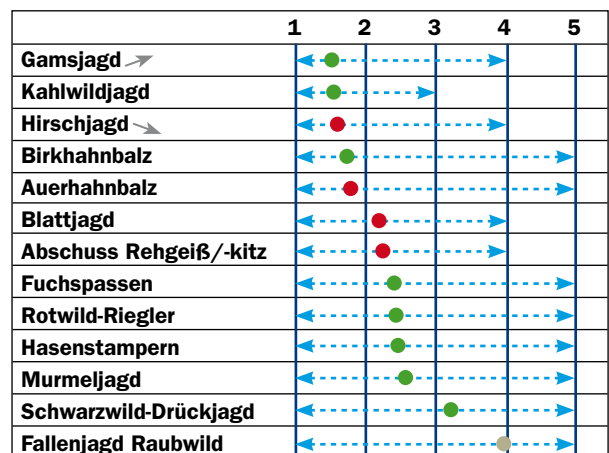 1 2 3 4 5
Gamsjagd
Kahlwildjagd
Hirschjagd
Birkhahnbalz
Auerhahnbalz
Blattjagd
Abschuss Rehgeiß/-kitz
Fuchspassen
Rotwild-Riegler
Hasenstampern
Murmeljagd
Schwarzwild-Drückjagd
Fallenjagd Raubwild